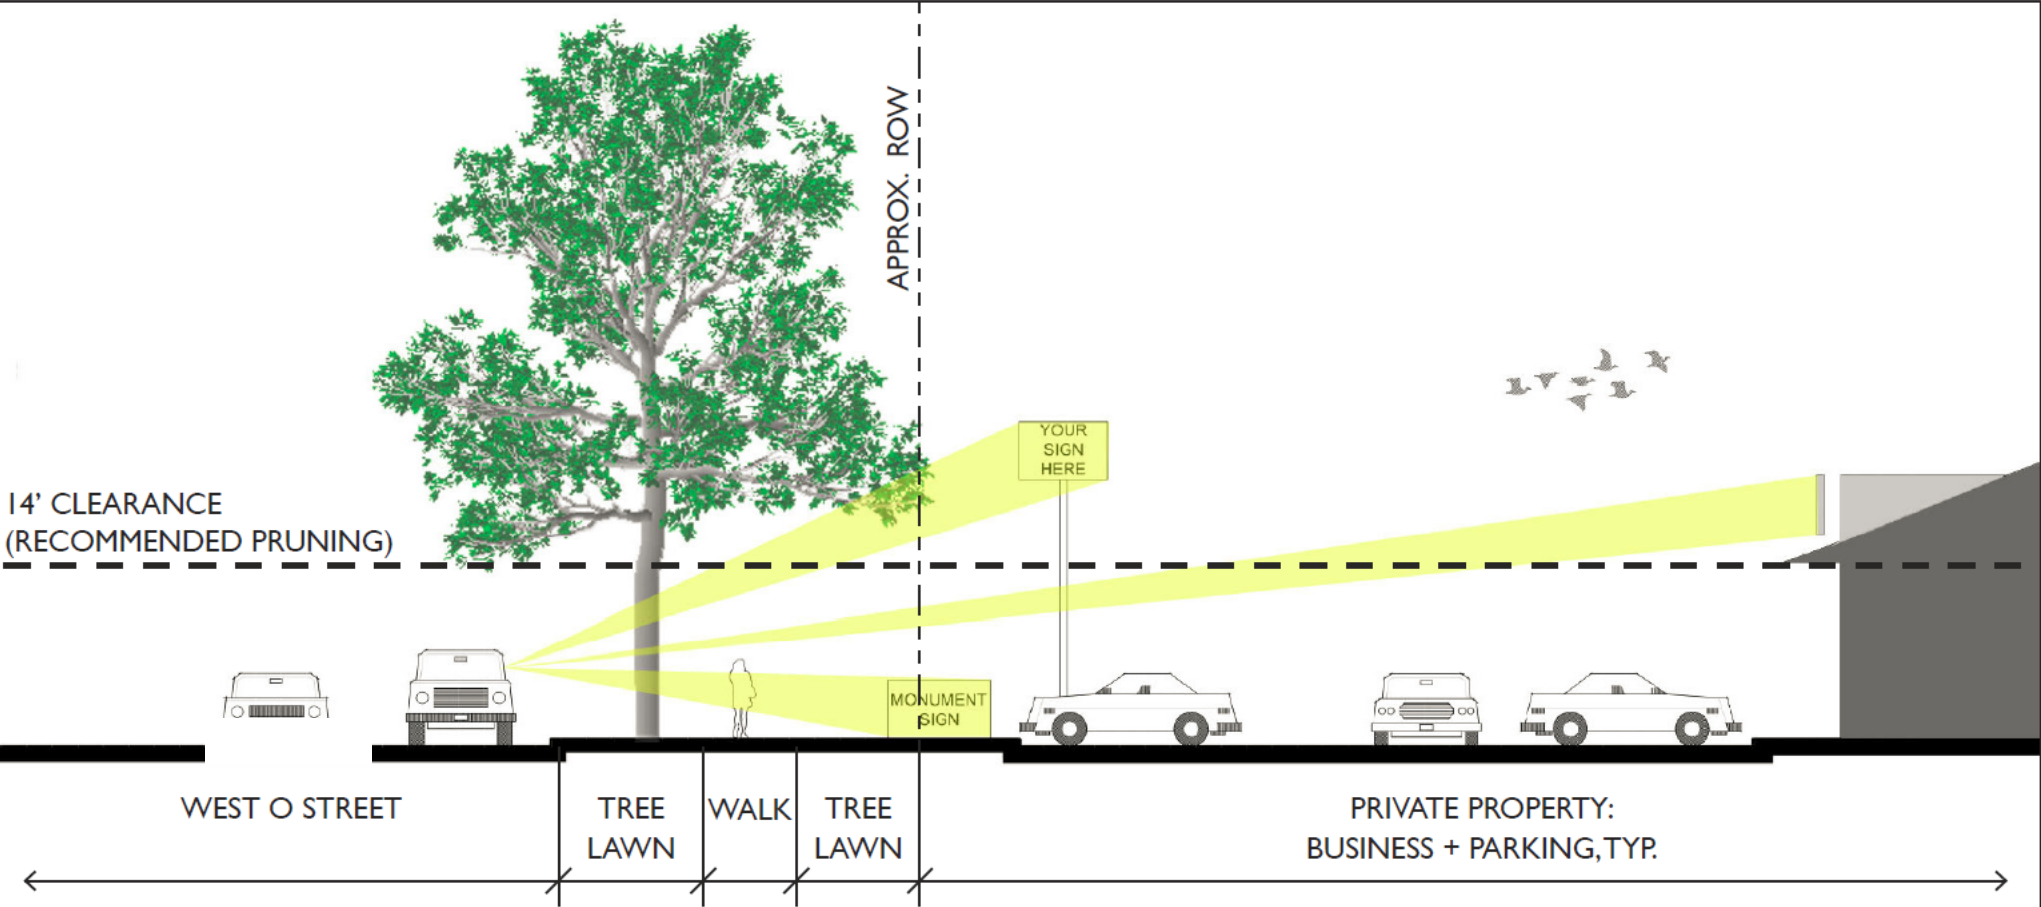 APPROX. ROW
YOUR
SIGN
HERE
14' CLEARANCE
(RECOMMENDED PRUNING)
MONUMENT
SIGN
WEST O STREET
TREE
LAWN
WALK
TREE
LAWN
PRIVATE PROPERTY:
BUSINESS + PARKING, TYP.